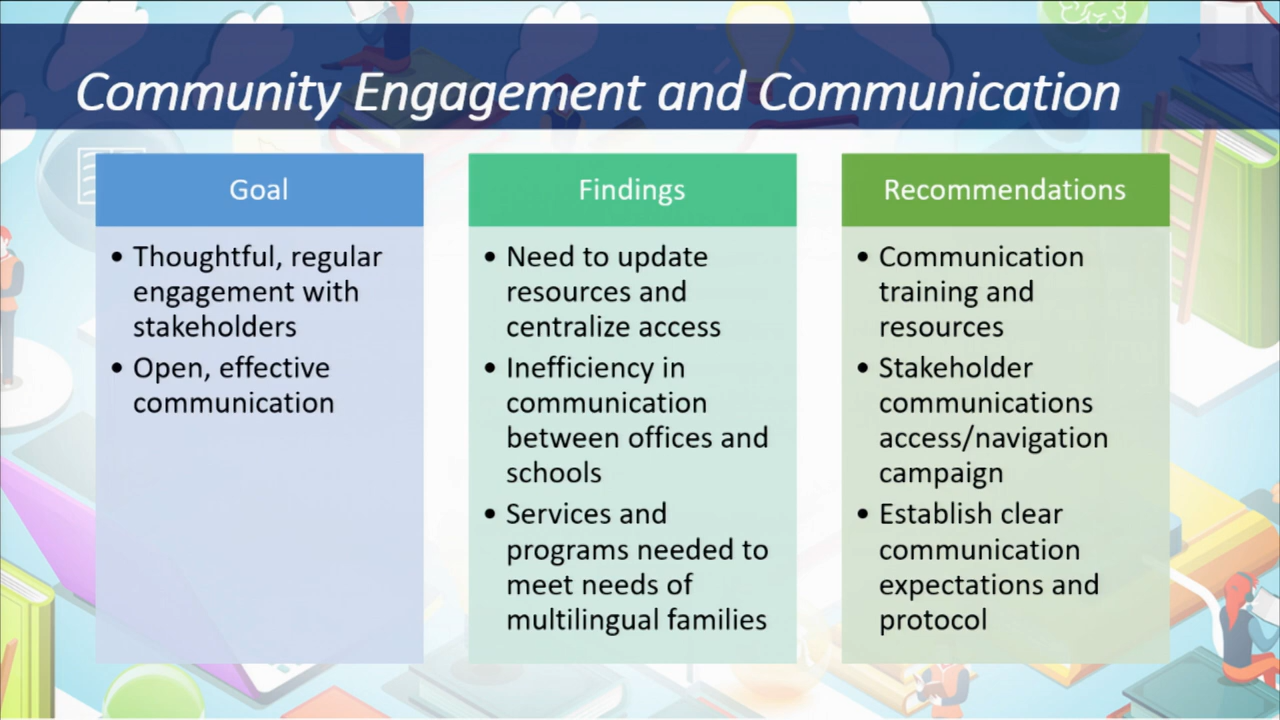 Community Engagement and Communication
Goal
• Thoughtful, regular
engagement with
stakeholders
• Open, effective
communication
Findings
• Need to update
resources and
centralize access
• Inefficiency in
communication
between offices and
schools
• Services and
programs needed to
meet needs of
multilingual families
Recommendations
• Communication
training and
resources
• Stakeholder
communications
access/navigation
campaign
• Establish clear
communication
expectations and
protocol